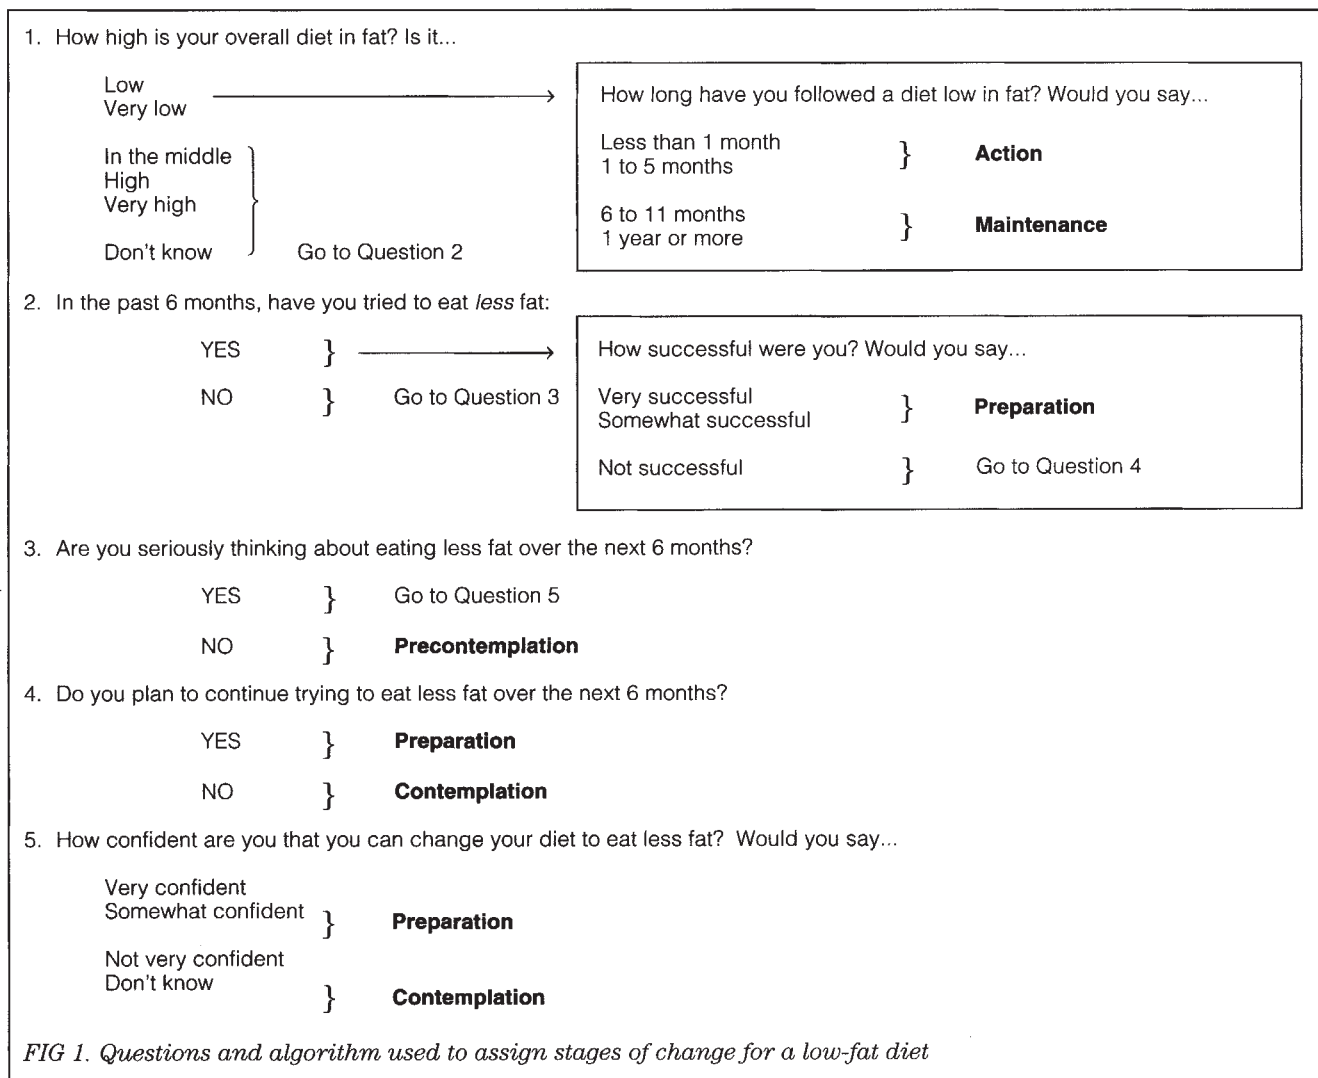 1. How high is your overall diet in fat? Is it...
Low
Very low
How long have you followed a diet low in fat? Would you say...
Less than 1 month
1 to 5 months
} Action
In the middle
High
Very high
Don't know } Go to Question 2
6 to 11 months
1 year or more
} Maintenance
2. In the past 6 months, have you tried to eat less fat:
YES }
NO } Go to Question 3
How successful were you? Would you say...
Very successful
Somewhat successful
} Preparation
Not successful } Go to Question 4
3. Are you seriously thinking about eating less fat over the next 6 months?
YES } Go to Question 5
NO } Precontemplation
4. Do you plan to continue trying to eat less fat over the next 6 months?
YES } Preparation
NO } Contemplation
5. How confident are you that you can change your diet to eat less fat? Would you say...
Very confident
Somewhat confident
} Preparation
Not very confident
Don't know
} Contemplation
FIG 1. Questions and algorithm used to assign stages of change for a low-fat diet